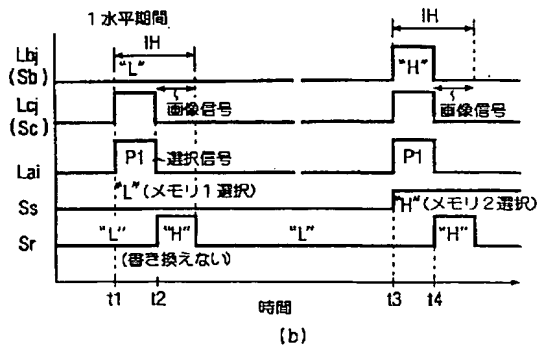 1水平期間
1H 1H
Lbj
(Sb) "L" "H"
Lcj
(Sc) 画像信号 画像信号
Lai P1 選択信号 P1
Ss "L"(メモリ1選択) "H"(メモリ2選択)
Sr "L" "H" "L" "H"
(書き換えない)
t1 t2 時間 t3 t4
(b)